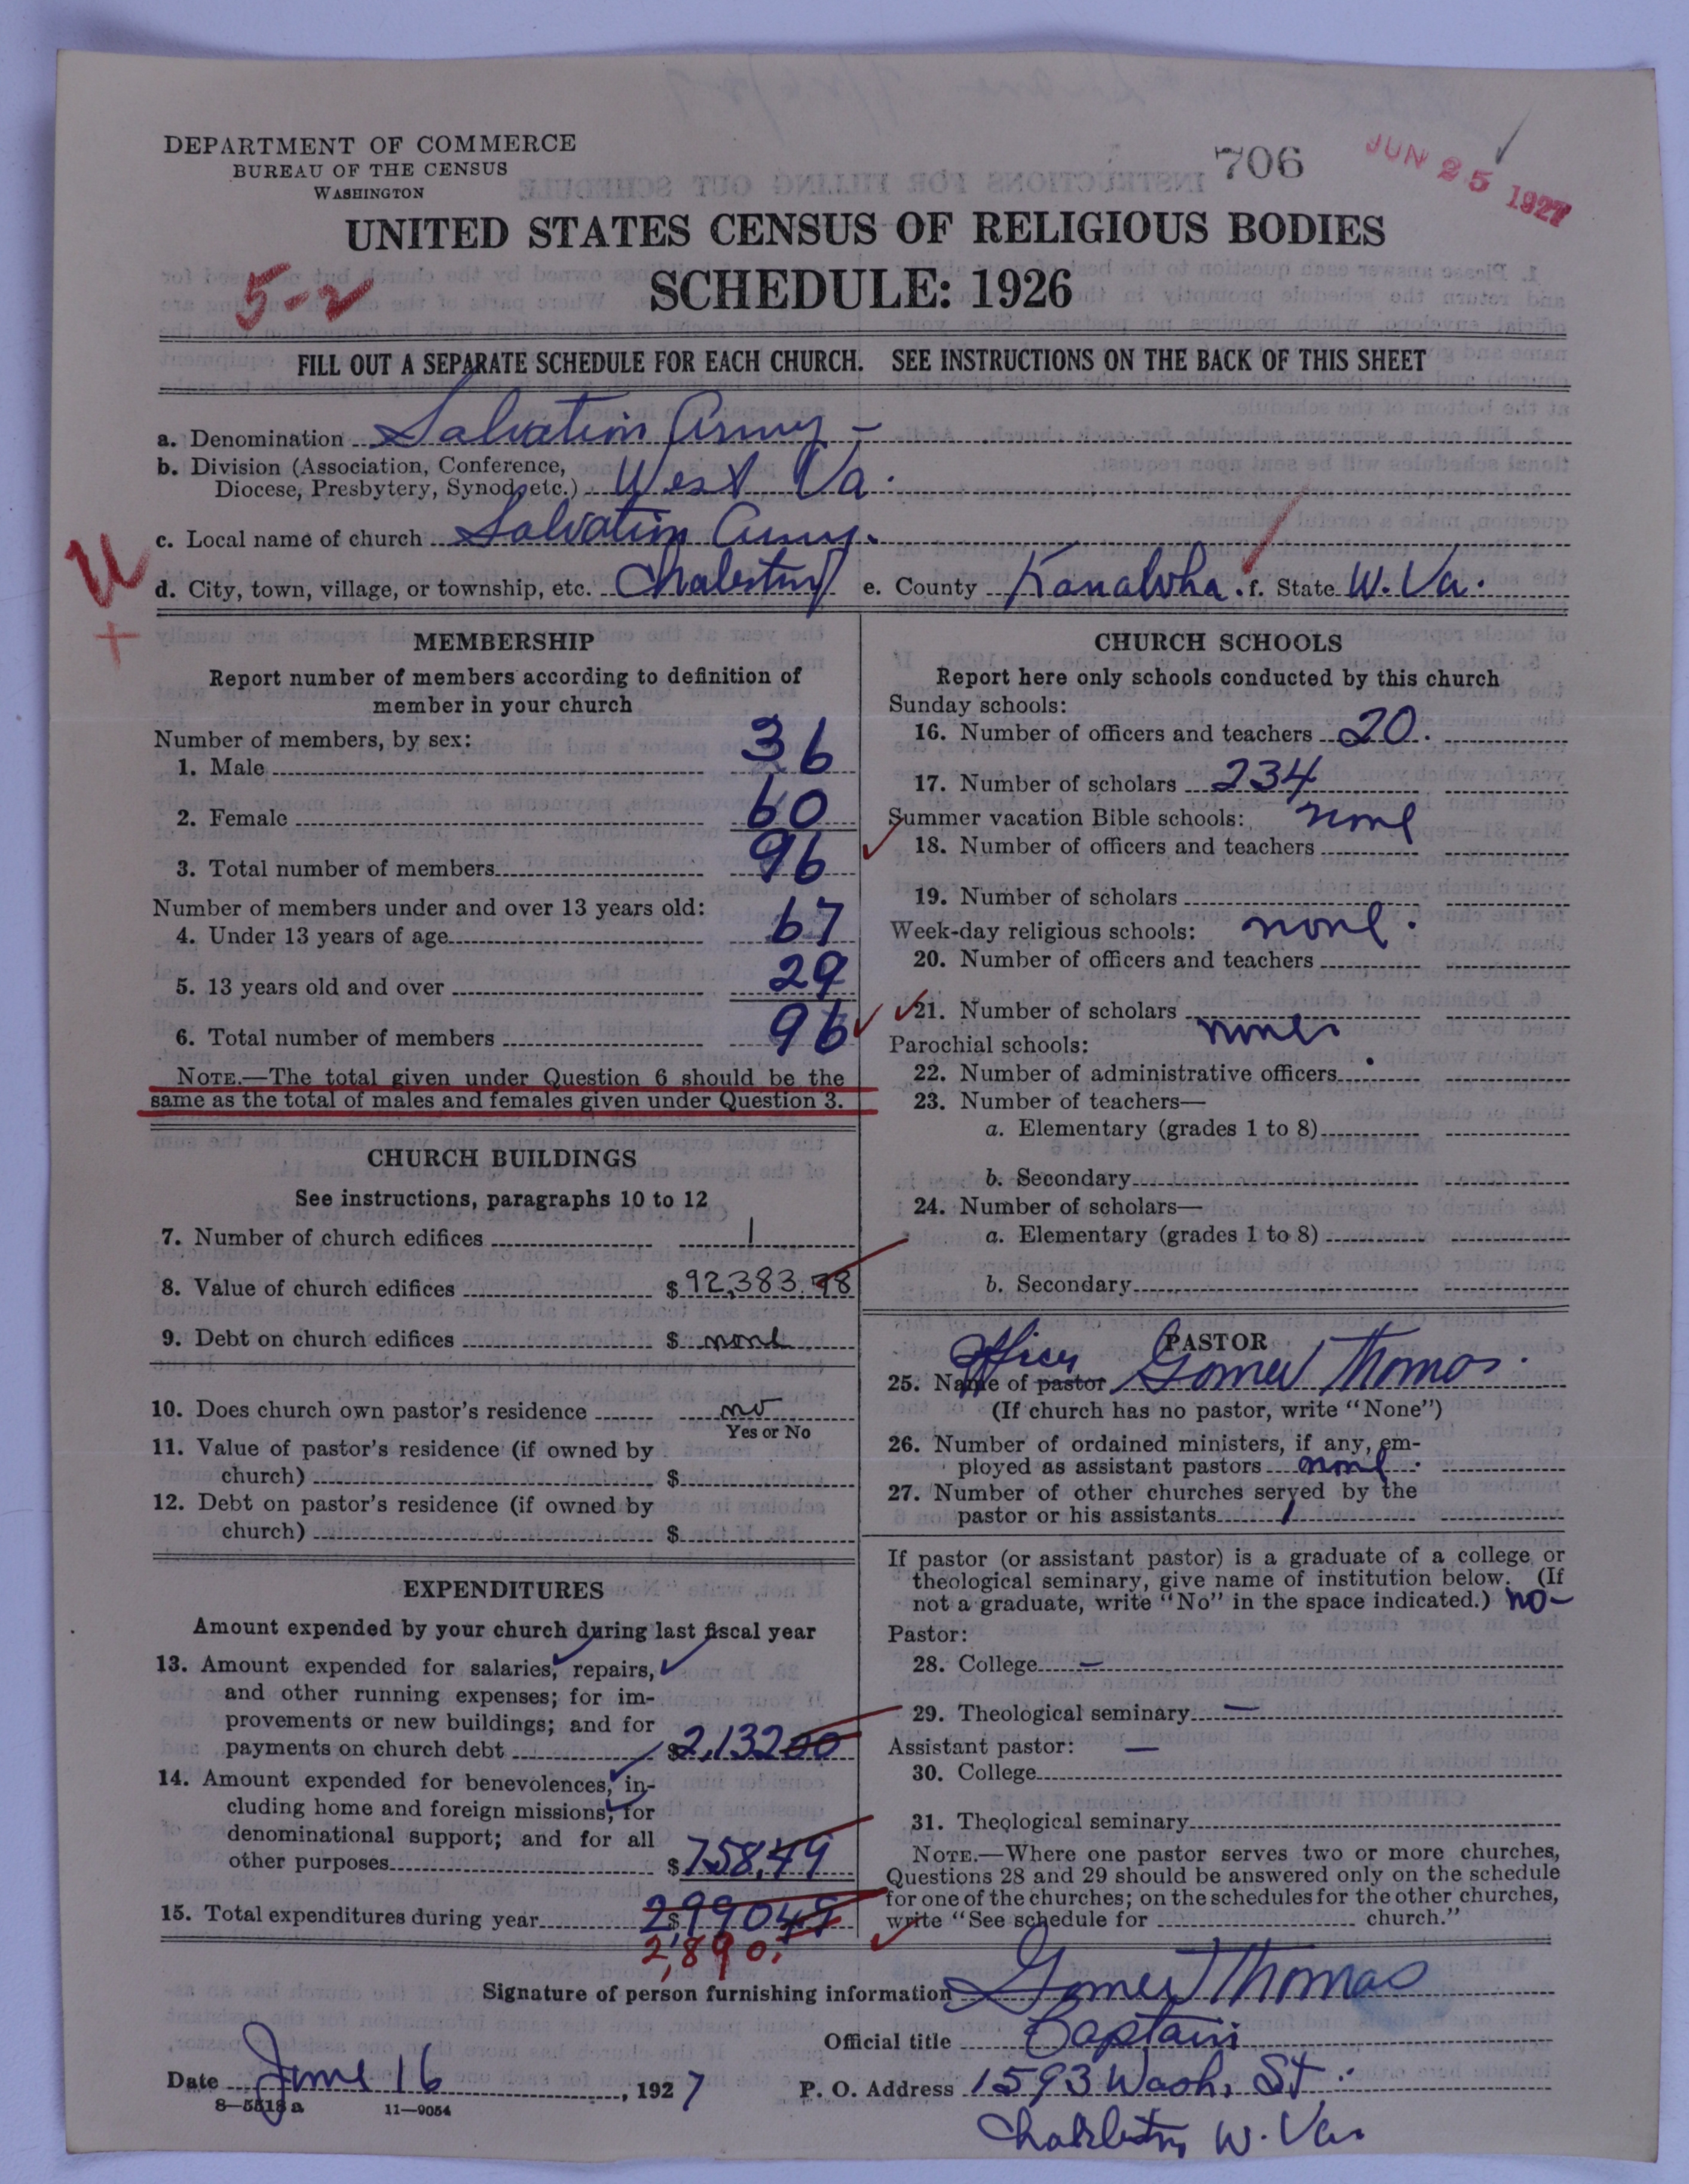 DEPARTMENT OF COMMERCE
BUREAU OF THE CENSUS
WASHINGTON
706
JUN 25 1927
UNITED STATES CENSUS OF RELIGIOUS BODIES
SCHEDULE: 1926
5-2
FILL OUT A SEPARATE SCHEDULE FOR EACH CHURCH. SEE INSTRUCTIONS ON THE BACK OF THIS SHEET
a. Denomination Salvation Army -
b. Division (Association, Conference,
Diocese, Presbytery, Synod, etc.) West Va.
c. Local name of church Salvation Army.
U
+
d. City, town, village, or township, etc. Charleston e. County Kanawha. f. State W. Va.
MEMBERSHIP
Report number of members according to definition of
member in your church
Number of members, by sex:
1. Male 36
2. Female 60
3. Total number of members 96
Number of members under and over 13 years old:
4. Under 13 years of age 67
5. 13 years old and over 29
6. Total number of members 96
NOTE.—The total given under Question 6 should be the
same as the total of males and females given under Question 3.
CHURCH BUILDINGS
See instructions, paragraphs 10 to 12
7. Number of church edifices 1
8. Value of church edifices $92,383.98
9. Debt on church edifices $ none
10. Does church own pastor's residence no
Yes or No
11. Value of pastor's residence (if owned by
church) $
12. Debt on pastor's residence (if owned by
church) $
EXPENDITURES
Amount expended by your church during last fiscal year
13. Amount expended for salaries, repairs,
and other running expenses; for im-
provements or new buildings; and for
payments on church debt $2,132 00
14. Amount expended for benevolences, in-
cluding home and foreign missions; for
denominational support; and for all
other purposes $758.49
15. Total expenditures during year $2990 49
2,890.
CHURCH SCHOOLS
Report here only schools conducted by this church
Sunday schools:
16. Number of officers and teachers 20.
17. Number of scholars 234
Summer vacation Bible schools: none
18. Number of officers and teachers
19. Number of scholars
Week-day religious schools: none.
20. Number of officers and teachers
21. Number of scholars
Parochial schools: none
22. Number of administrative officers
23. Number of teachers—
a. Elementary (grades 1 to 8)
b. Secondary
24. Number of scholars—
a. Elementary (grades 1 to 8)
b. Secondary
PASTOR
officer
25. Name of pastor Gomer Thomas.
(If church has no pastor, write "None")
26. Number of ordained ministers, if any, em-
ployed as assistant pastors none.
27. Number of other churches served by the
pastor or his assistants 1
If pastor (or assistant pastor) is a graduate of a college or
theological seminary, give name of institution below. (If
not a graduate, write "No" in the space indicated.) no-
Pastor:
28. College —
29. Theological seminary —
Assistant pastor: —
30. College
31. Theological seminary
NOTE.—Where one pastor serves two or more churches,
Questions 28 and 29 should be answered only on the schedule
for one of the churches; on the schedules for the other churches,
write "See schedule for church."
Signature of person furnishing information Gomer Thomas
Official title Captain
Date June 16, 1927 P. O. Address 1593 Wash. St.
8—5518 a 11—9054
Charleston W. Va.